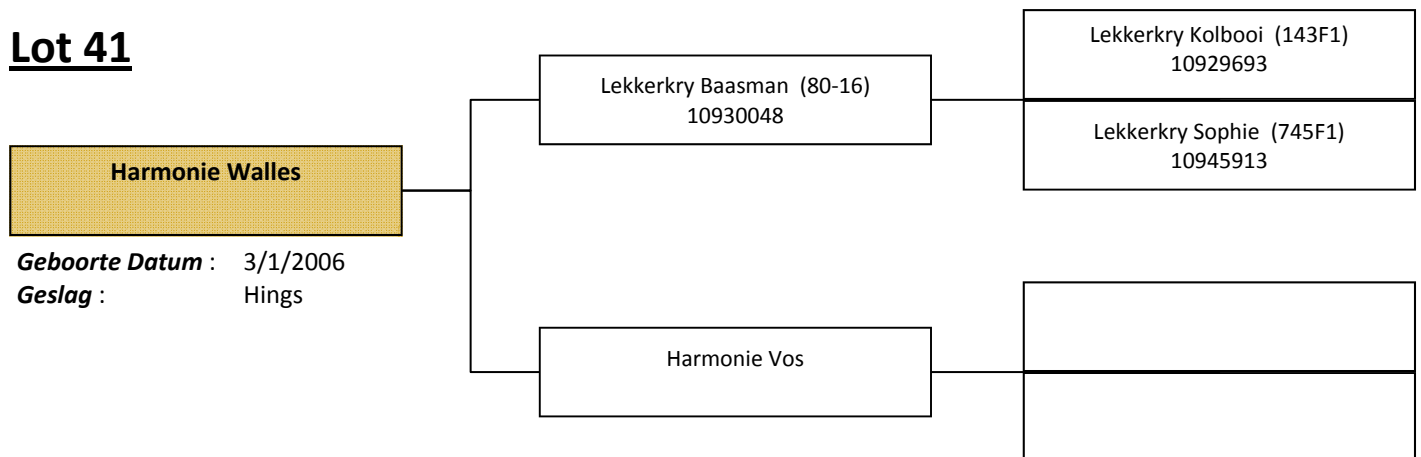 Lot 41
Harmonie Walles
Geboorte Datum : 3/1/2006
Geslag : Hings
Lekkerkry Baasman (80-16)
10930048
Harmonie Vos
Lekkerkry Kolbooi (143F1)
10929693
Lekkerkry Sophie (745F1)
10945913